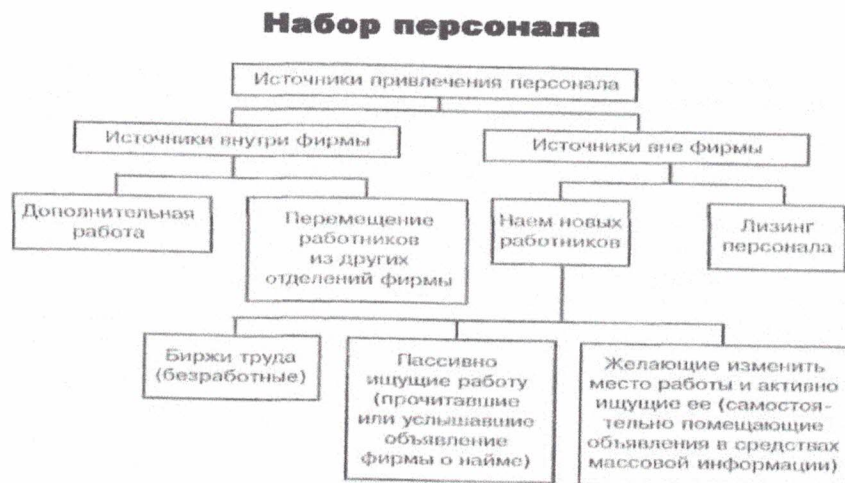 Набор персонала
Источники привлечения персонала
Источники внутри фирмы
Источники вне фирмы
Дополнительная
работа
Перемещение
работников
из других
отделений фирмы
Наем новых
работников
Лизинг
персонала
Биржи труда
(безработные)
Пассивно
ищущие работу
(прочитавшие
или услышавшие
объявление
фирмы о найме)
Желающие изменить
место работы и активно
ищущие ее (самостоя-
тельно помещающие
объявления в средствах
массовой информации)